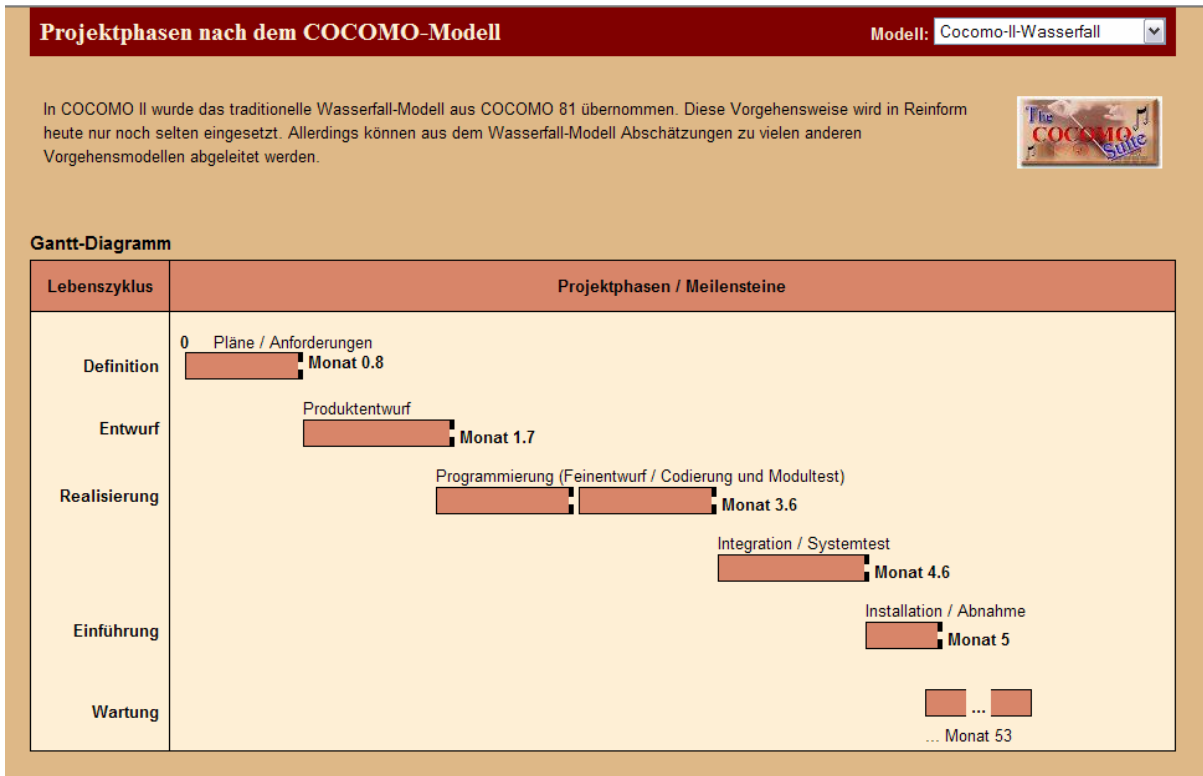 Projektphasen nach dem COCOMO-Modell
Modell: Cocomo-II-Wasserfall
In COCOMO II wurde das traditionelle Wasserfall-Modell aus COCOMO 81 übernommen. Diese Vorgehensweise wird in Reinform
heute nur noch selten eingesetzt. Allerdings können aus dem Wasserfall-Modell Abschätzungen zu vielen anderen
Vorgehensmodellen abgeleitet werden.
The
COCOMO
Suite
Gantt-Diagramm
Lebenszyklus
Projektphasen / Meilensteine
0 Pläne / Anforderungen
Definition
Monat 0.8
Produktentwurf
Entwurf
Monat 1.7
Programmierung (Feinentwurf / Codierung und Modultest)
Realisierung
Monat 3.6
Integration / Systemtest
Monat 4.6
Installation / Abnahme
Einführung
Monat 5
Wartung
...
... Monat 53